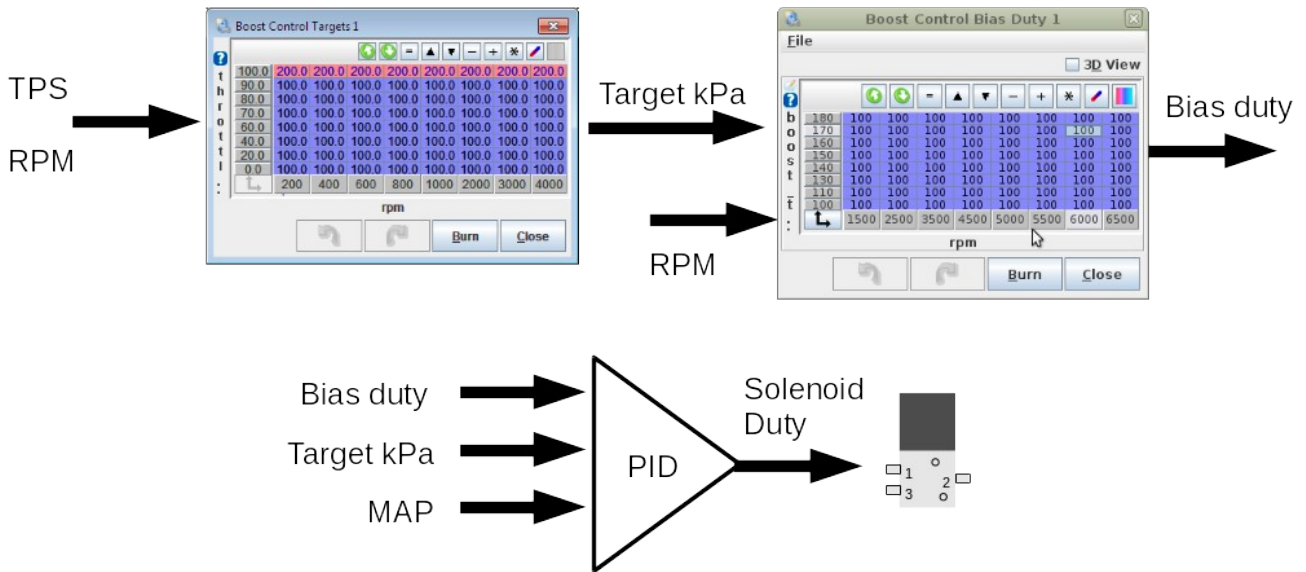 Boost Control Targets 1
TPS
RPM
throttl :
100.0 200.0 200.0 200.0 200.0 200.0 200.0 200.0 200.0
90.0 100.0 100.0 100.0 100.0 100.0 100.0 100.0 100.0
80.0 100.0 100.0 100.0 100.0 100.0 100.0 100.0 100.0
70.0 100.0 100.0 100.0 100.0 100.0 100.0 100.0 100.0
60.0 100.0 100.0 100.0 100.0 100.0 100.0 100.0 100.0
40.0 100.0 100.0 100.0 100.0 100.0 100.0 100.0 100.0
20.0 100.0 100.0 100.0 100.0 100.0 100.0 100.0 100.0
0.0 100.0 100.0 100.0 100.0 100.0 100.0 100.0 100.0
200 400 600 800 1000 2000 3000 4000
rpm
Burn Close
Target kPa
RPM
Boost Control Bias Duty 1
File
3D View
boost_t :
180 100 100 100 100 100 100 100 100
170 100 100 100 100 100 100 100 100
160 100 100 100 100 100 100 100 100
150 100 100 100 100 100 100 100 100
140 100 100 100 100 100 100 100 100
130 100 100 100 100 100 100 100 100
110 100 100 100 100 100 100 100 100
100 100 100 100 100 100 100 100 100
1500 2500 3500 4500 5000 5500 6000 6500
rpm
Burn Close
Bias duty
Bias duty
Target kPa
MAP
PID
Solenoid
Duty
1
2
3